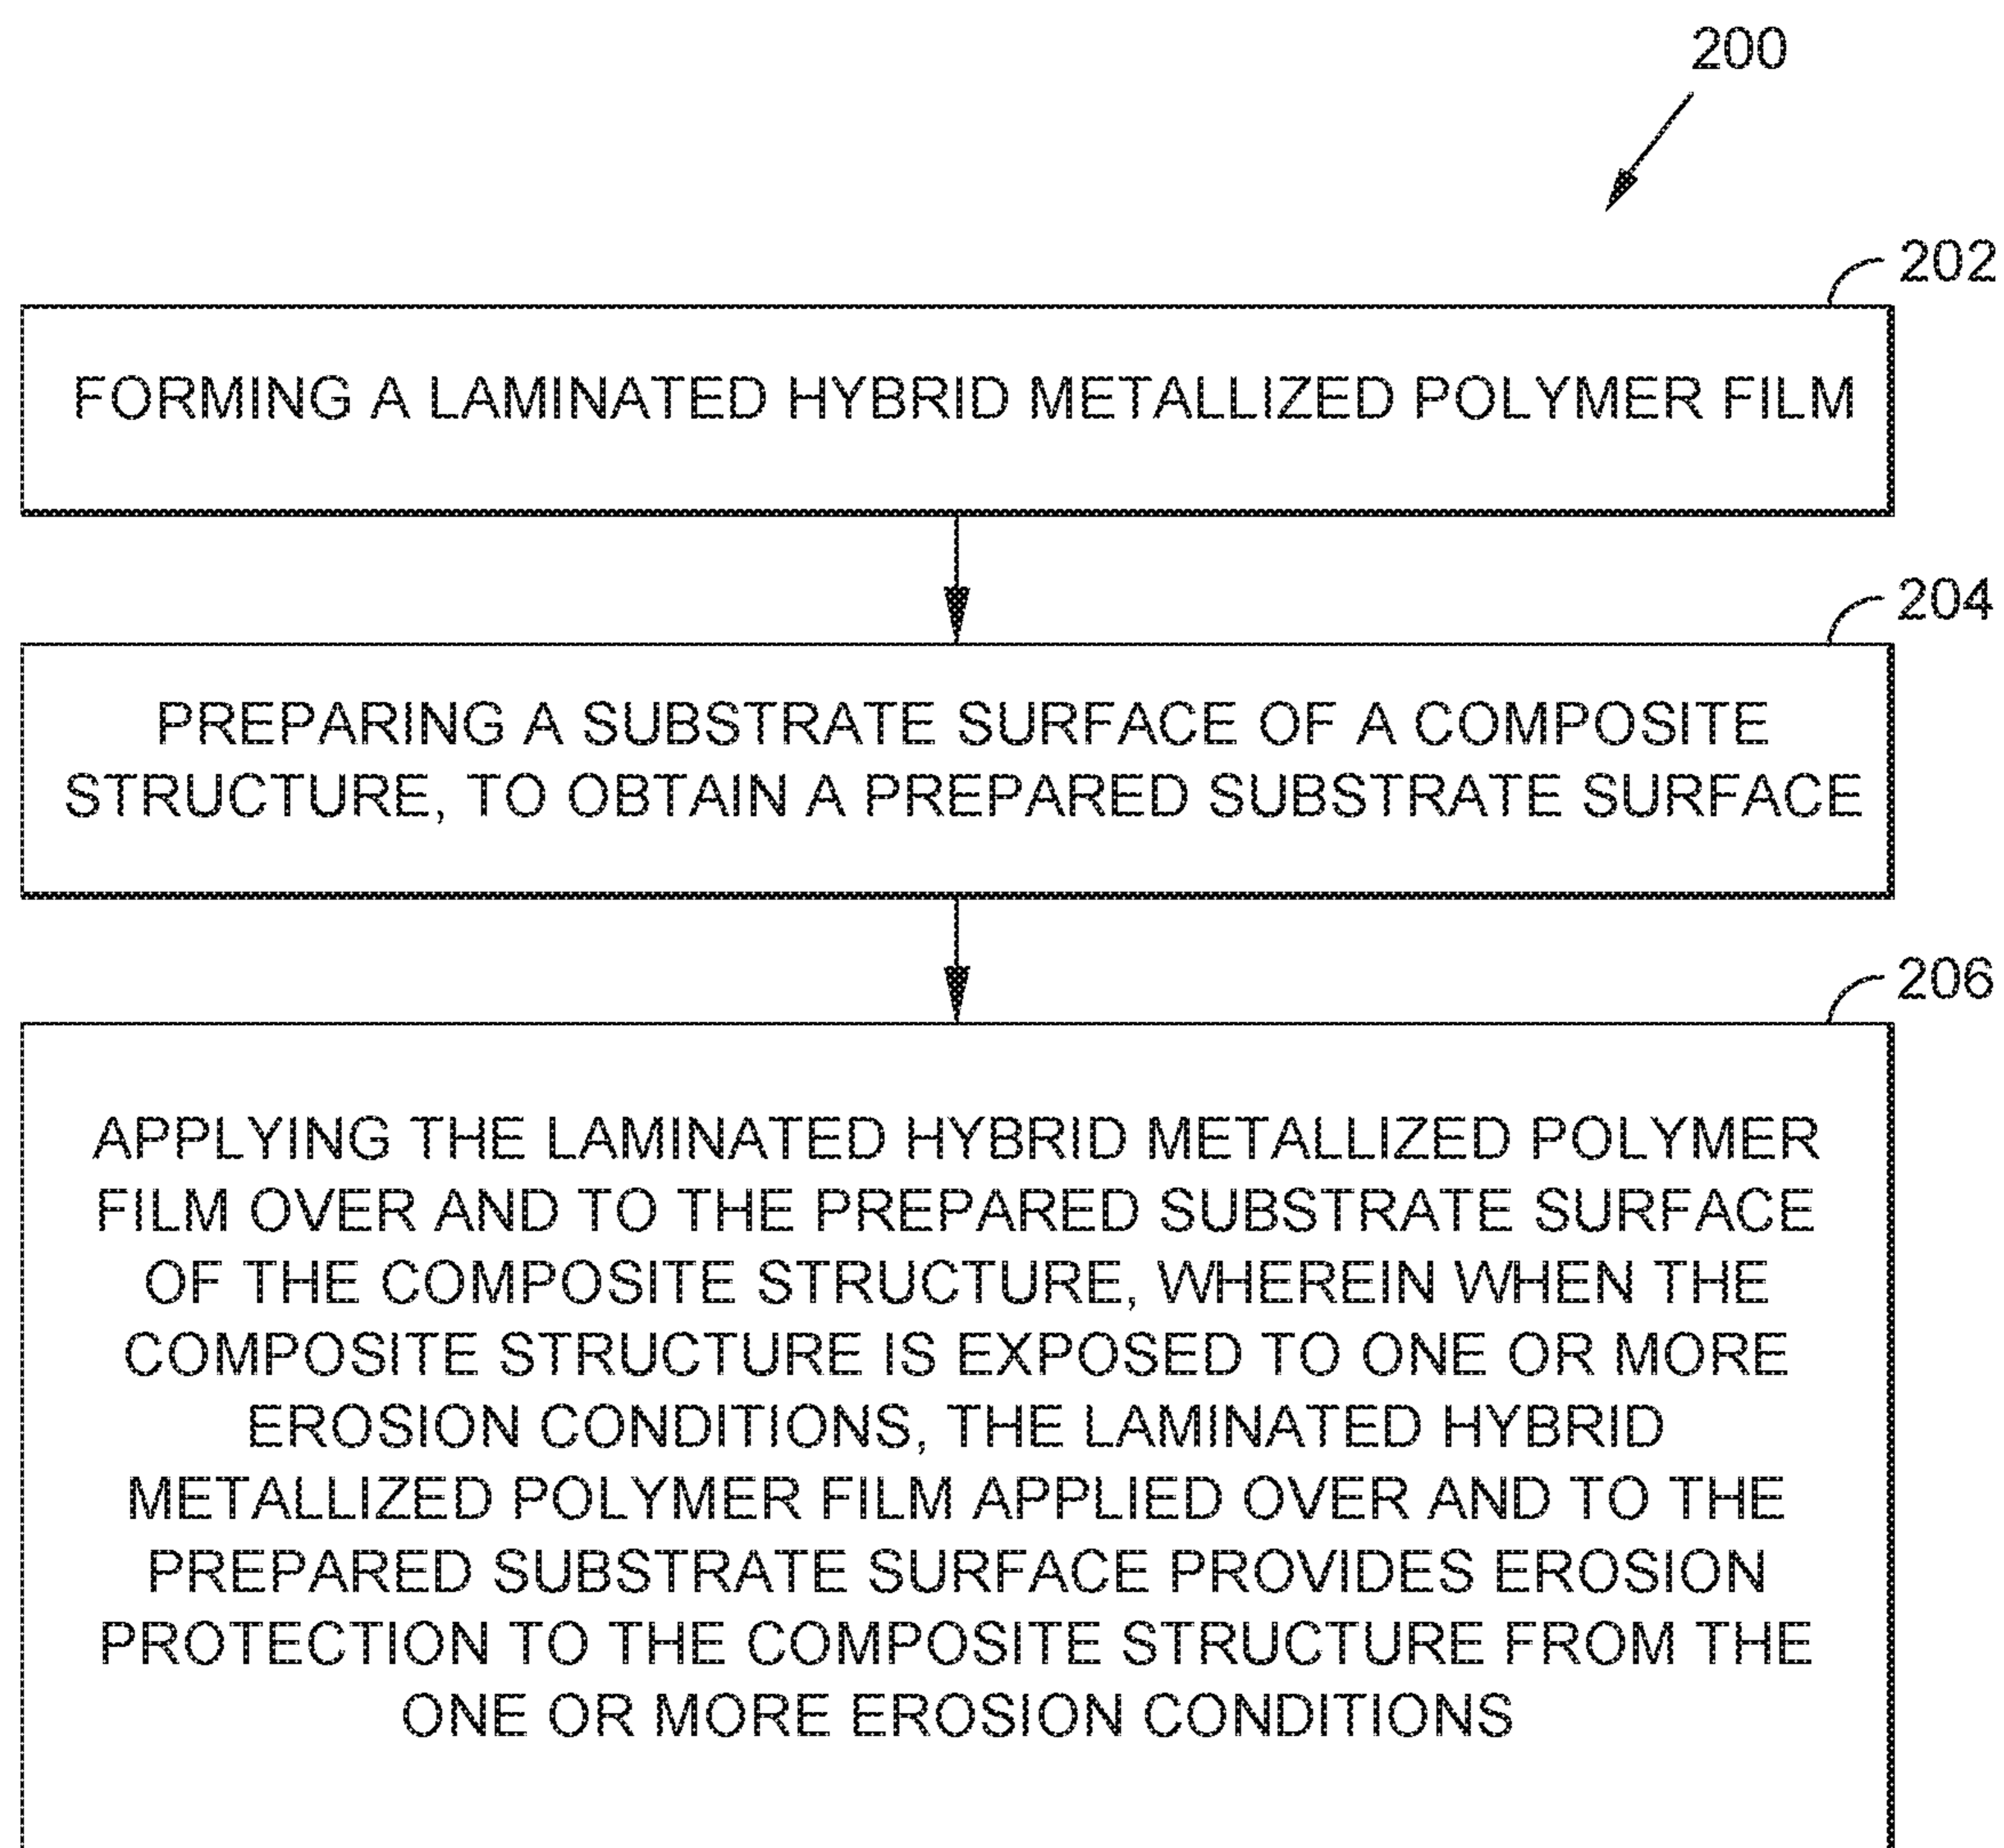 200
202
FORMING A LAMINATED HYBRID METALLIZED POLYMER FILM
204
PREPARING A SUBSTRATE SURFACE OF A COMPOSITE
STRUCTURE, TO OBTAIN A PREPARED SUBSTRATE SURFACE
206
APPLYING THE LAMINATED HYBRID METALLIZED POLYMER
FILM OVER AND TO THE PREPARED SUBSTRATE SURFACE
OF THE COMPOSITE STRUCTURE, WHEREIN WHEN THE
COMPOSITE STRUCTURE IS EXPOSED TO ONE OR MORE
EROSION CONDITIONS, THE LAMINATED HYBRID
METALLIZED POLYMER FILM APPLIED OVER AND TO THE
PREPARED SUBSTRATE SURFACE PROVIDES EROSION
PROTECTION TO THE COMPOSITE STRUCTURE FROM THE
ONE OR MORE EROSION CONDITIONS